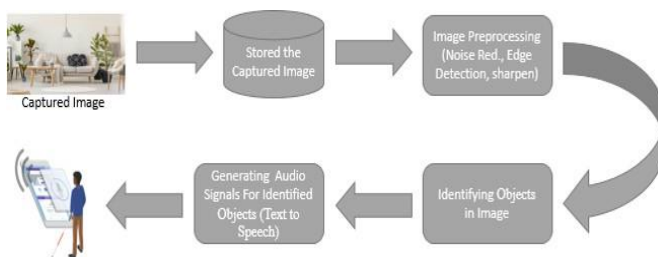 Captured Image
Stored the
Captured Image
Image Preprocessing
(Noise Red., Edge
Detection, sharpen)
Identifying Objects
in Image
Generating Audio
Signals For Identified
Objects (Text to
Speech)